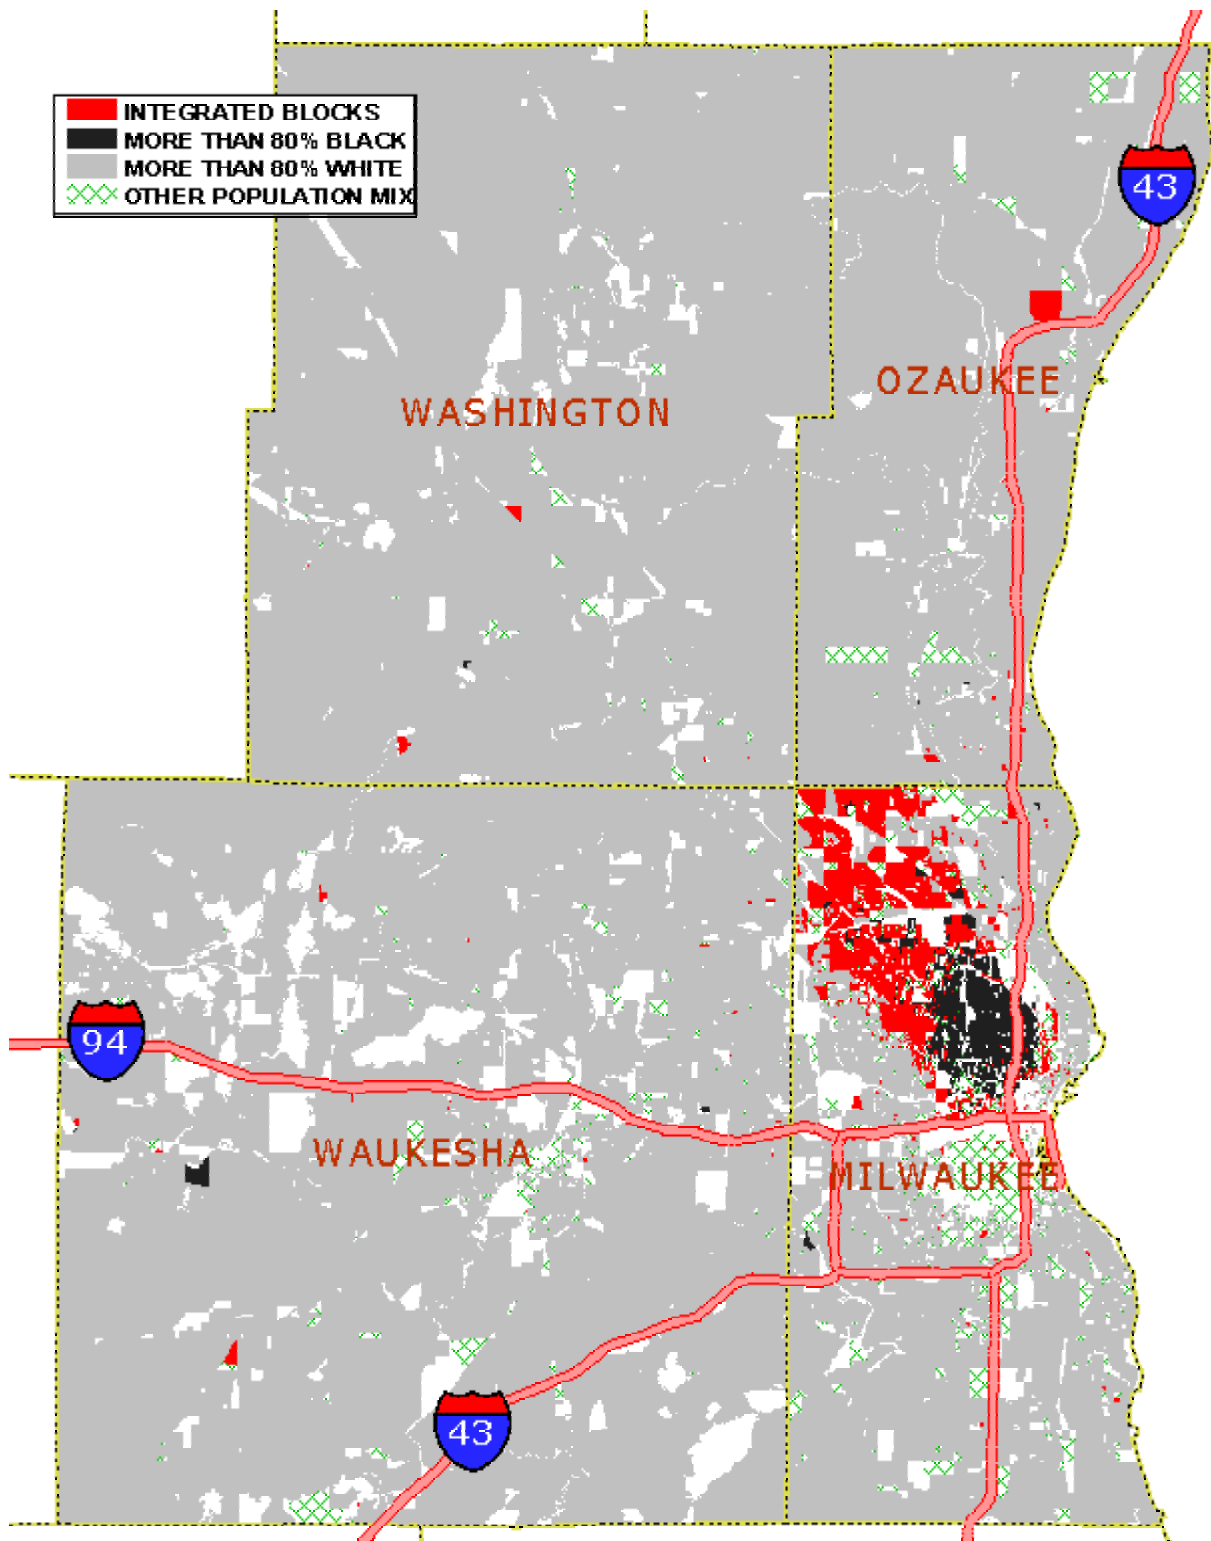 INTEGRATED BLOCKS
MORE THAN 80% BLACK
MORE THAN 80% WHITE
OTHER POPULATION MIX
43
OZAUKEE
WASHINGTON
94
WAUKESHA
MILWAUKEE
43